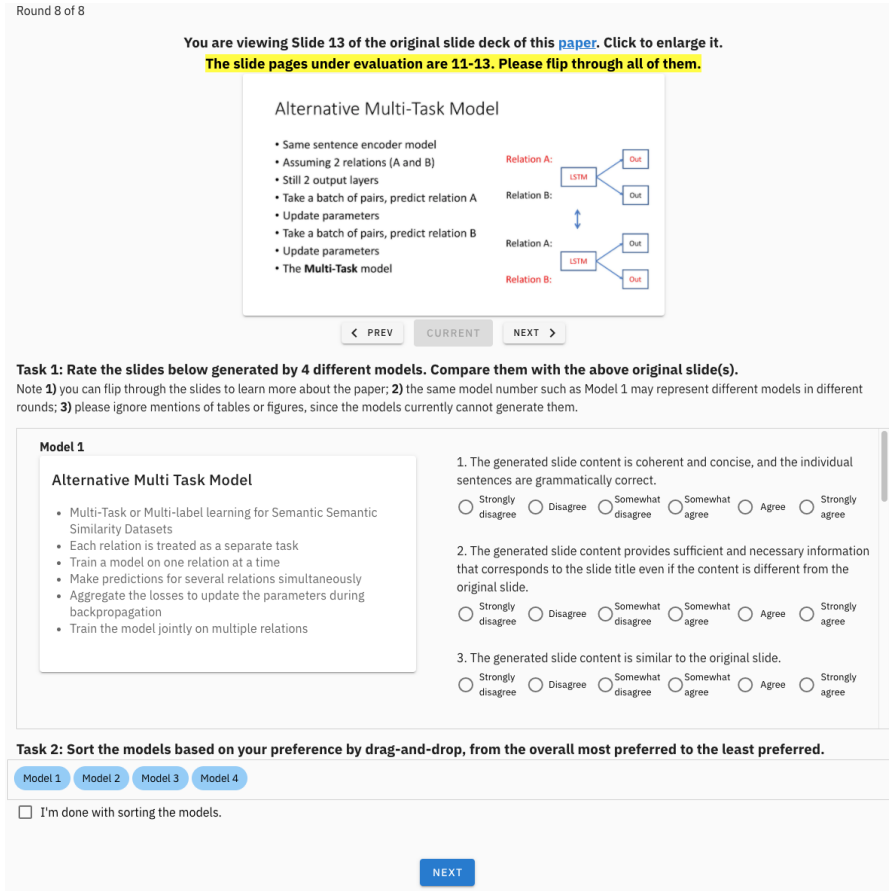 Round 8 of 8
You are viewing Slide 13 of the original slide deck of this paper. Click to enlarge it.
The slide pages under evaluation are 11-13. Please flip through all of them.
Alternative Multi-Task Model
• Same sentence encoder model
• Assuming 2 relations (A and B)
• Still 2 output layers
• Take a batch of pairs, predict relation A
• Update parameters
• Take a batch of pairs, predict relation B
• Update parameters
• The Multi-Task model
Relation A:
Out
LSTM
Relation B:
Out
Relation A:
Out
LSTM
Relation B:
Out
PREV
CURRENT
NEXT
Task 1: Rate the slides below generated by 4 different models. Compare them with the above original slide(s).
Note 1) you can flip through the slides to learn more about the paper; 2) the same model number such as Model 1 may represent different models in different
rounds; 3) please ignore mentions of tables or figures, since the models currently cannot generate them.
Model 1
Alternative Multi Task Model
• Multi-Task or Multi-label learning for Semantic Semantic
Similarity Datasets
• Each relation is treated as a separate task
• Train a model on one relation at a time
• Make predictions for several relations simultaneously
• Aggregate the losses to update the parameters during
backpropagation
• Train the model jointly on multiple relations
1. The generated slide content is coherent and concise, and the individual
sentences are grammatically correct.
Strongly disagree
Disagree
Somewhat disagree
Somewhat agree
Agree
Strongly agree
2. The generated slide content provides sufficient and necessary information
that corresponds to the slide title even if the content is different from the
original slide.
Strongly disagree
Disagree
Somewhat disagree
Somewhat agree
Agree
Strongly agree
3. The generated slide content is similar to the original slide.
Strongly disagree
Disagree
Somewhat disagree
Somewhat agree
Agree
Strongly agree
Task 2: Sort the models based on your preference by drag-and-drop, from the overall most preferred to the least preferred.
Model 1 Model 2 Model 3 Model 4
I'm done with sorting the models.
NEXT